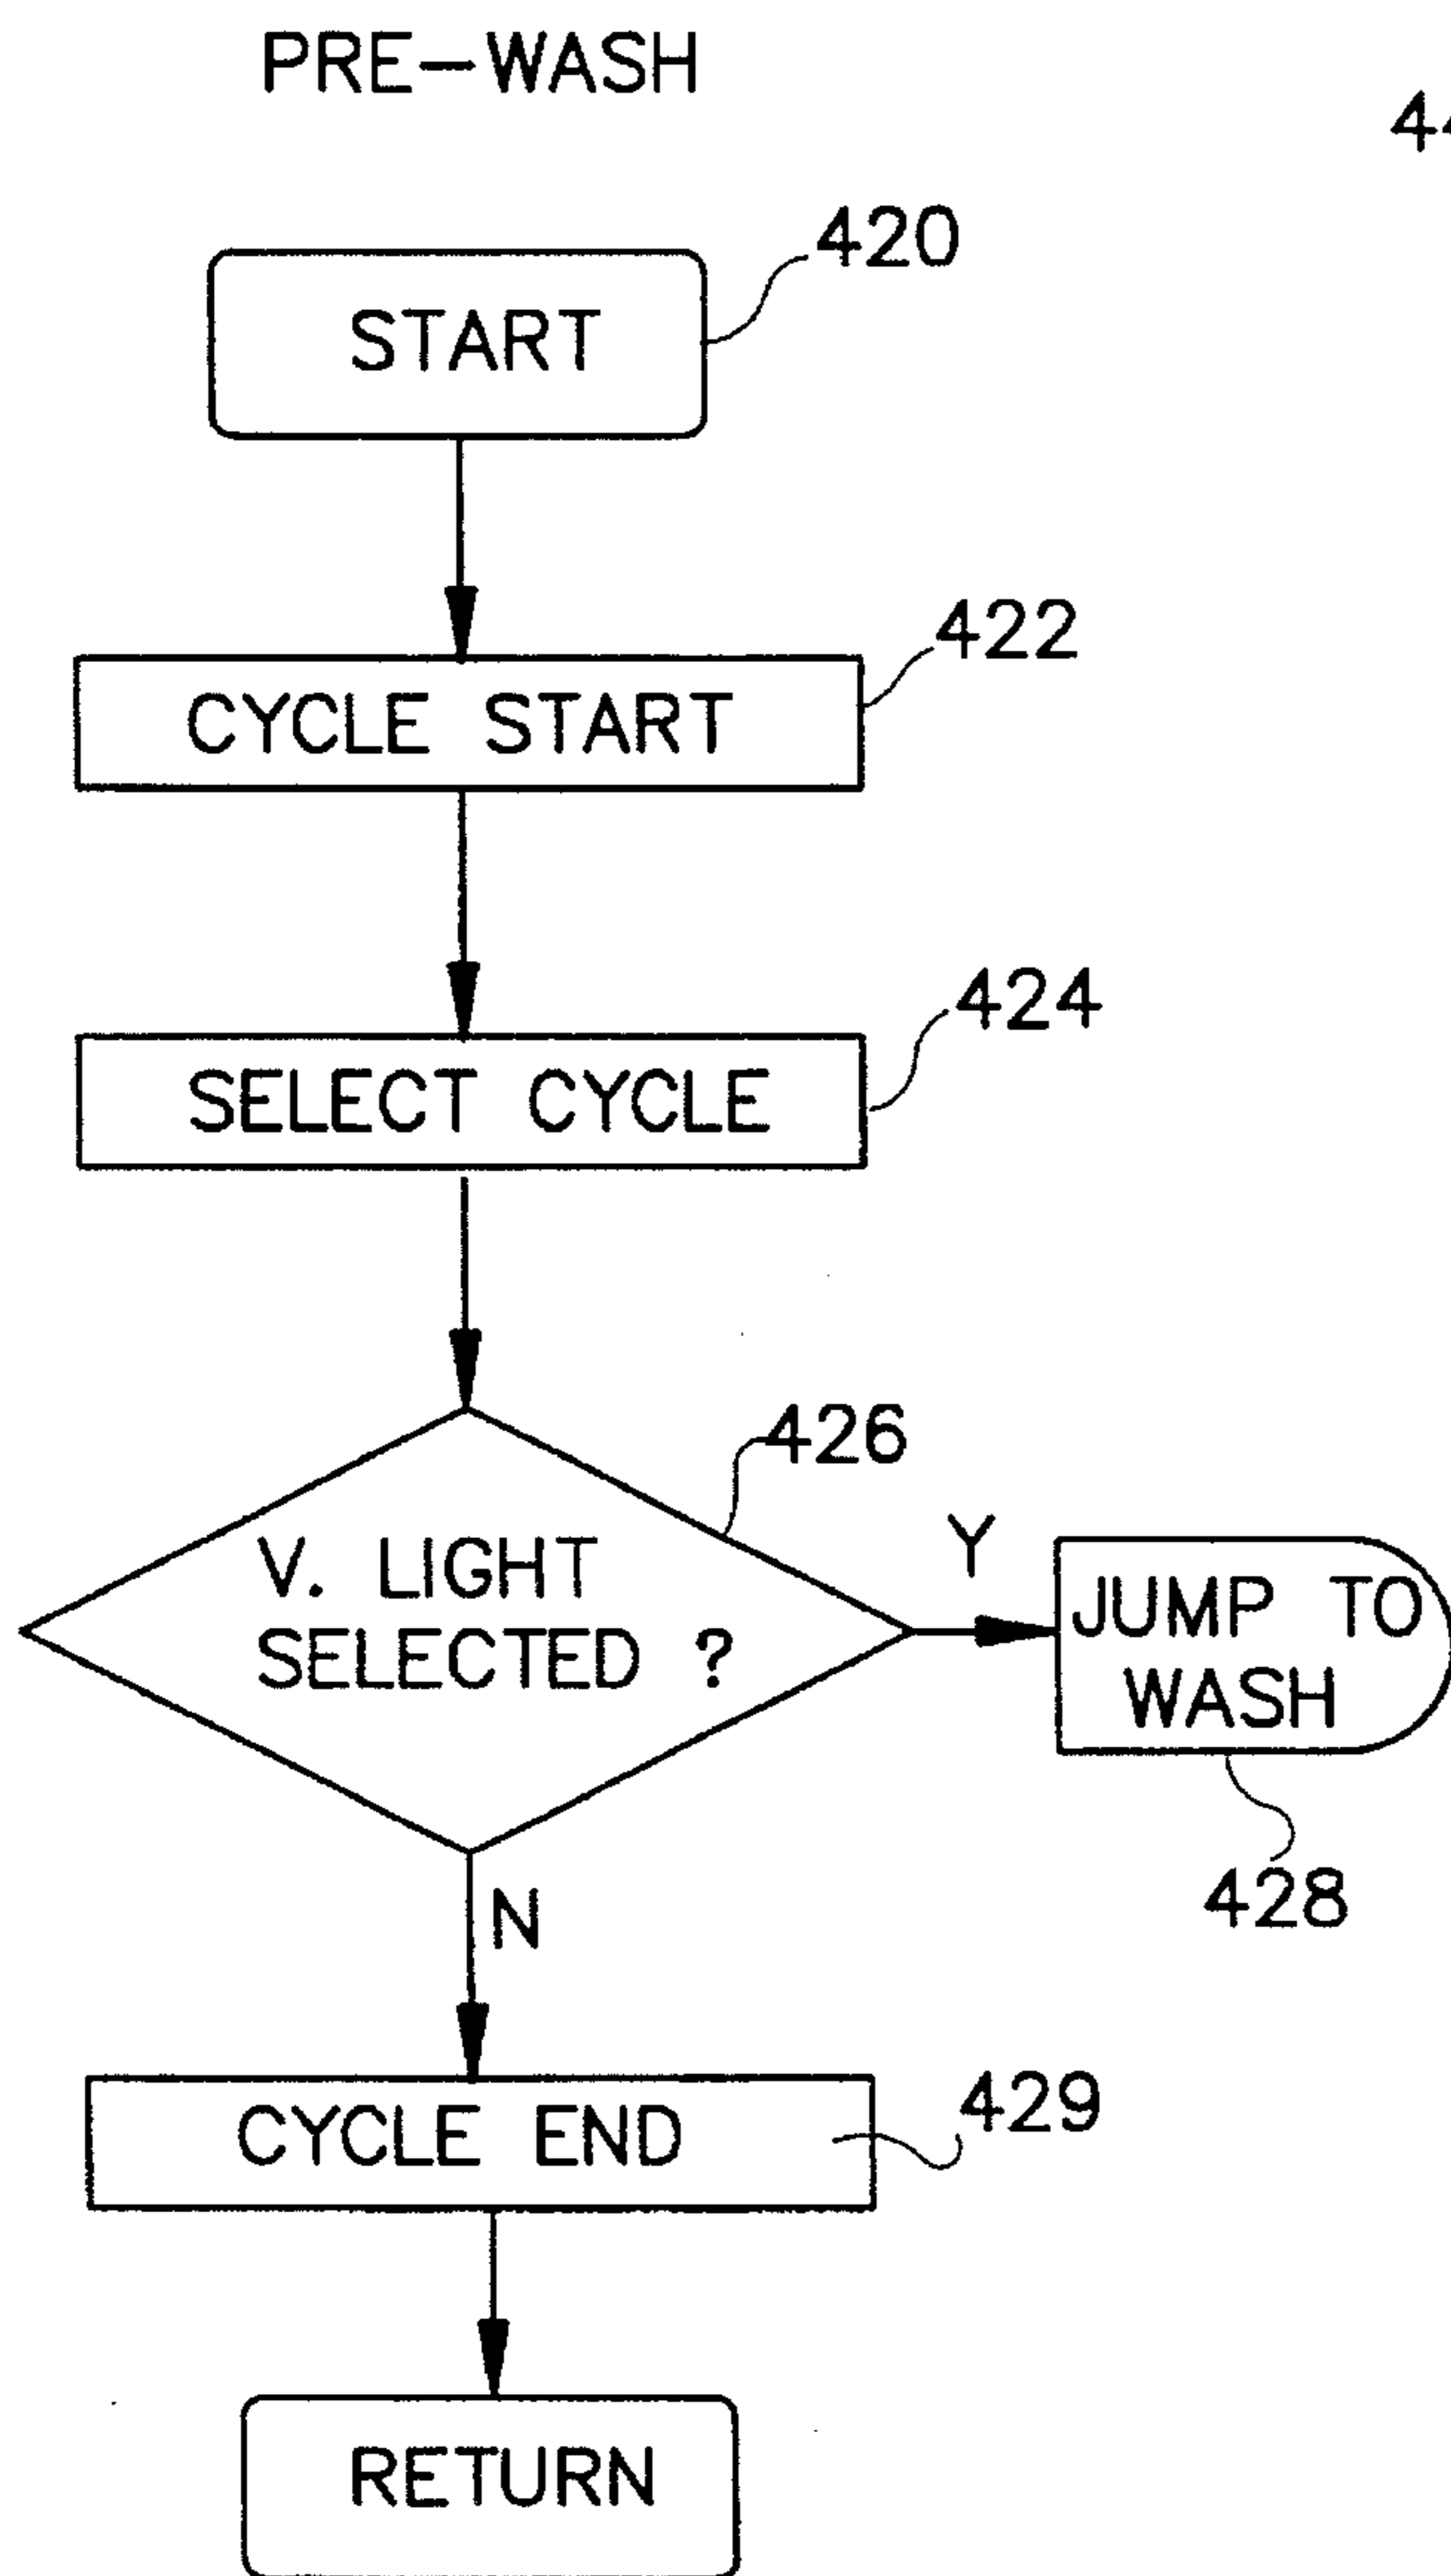 PRE-WASH
420
START
422
CYCLE START
424
SELECT CYCLE
426
V. LIGHT
SELECTED ?
Y
JUMP TO
WASH
428
N
429
CYCLE END
RETURN